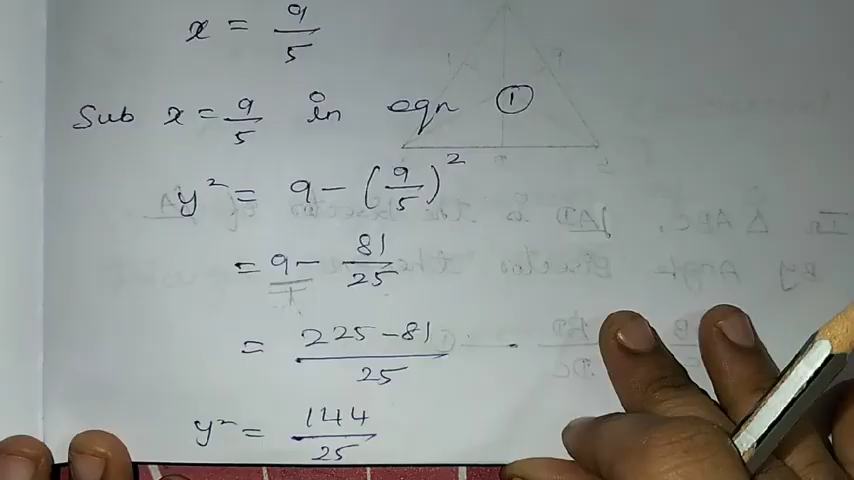 x = 9/5
Sub x = 9/5 in eqn ①
y² = 9 - (9/5)²
= 9/1 - 81/25
= 225-81/25
y² = 144/25